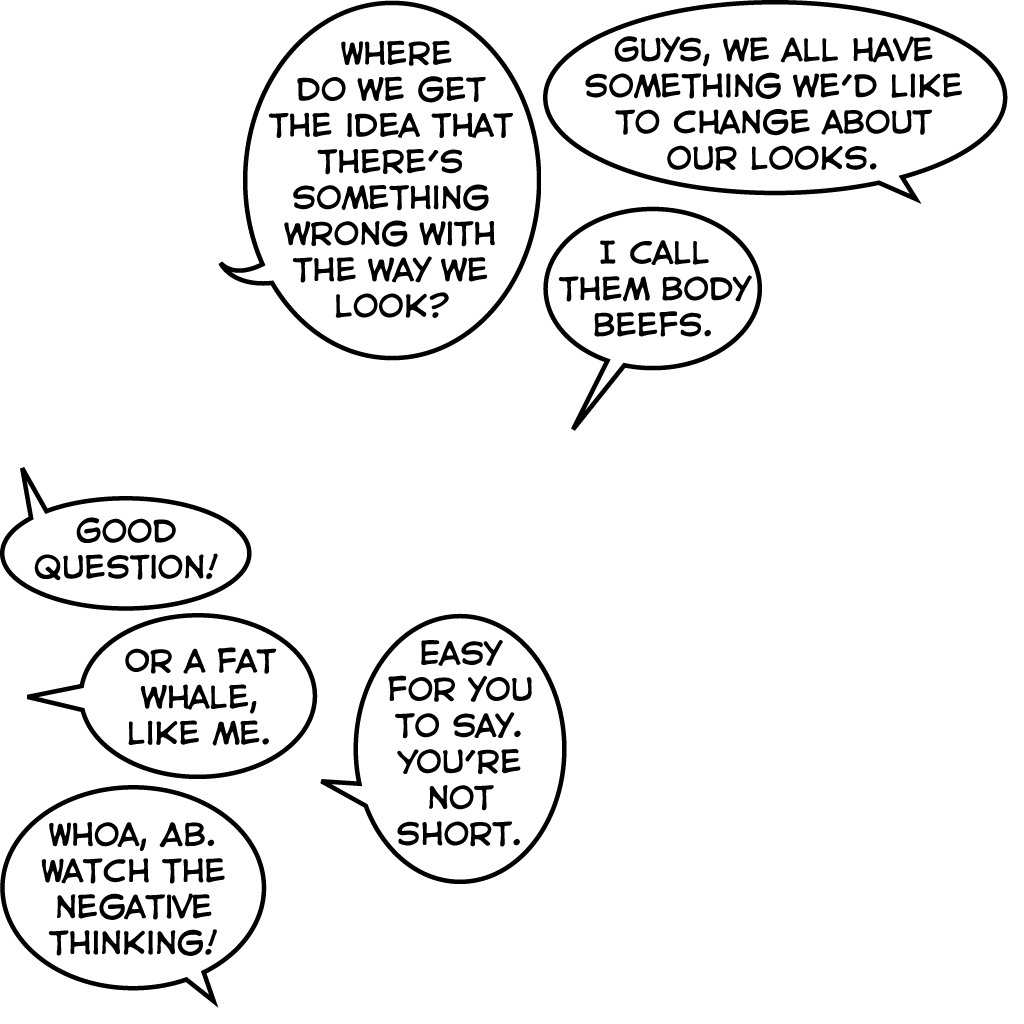 WHERE
DO WE GET
THE IDEA THAT
THERE'S
SOMETHING
WRONG WITH
THE WAY WE
LOOK?
GUYS, WE ALL HAVE
SOMETHING WE'D LIKE
TO CHANGE ABOUT
OUR LOOKS.
I CALL
THEM BODY
BEEFS.
GOOD
QUESTION!
OR A FAT
WHALE,
LIKE ME.
EASY
FOR YOU
TO SAY.
YOU'RE
NOT
SHORT.
WHOA, AB.
WATCH THE
NEGATIVE
THINKING!